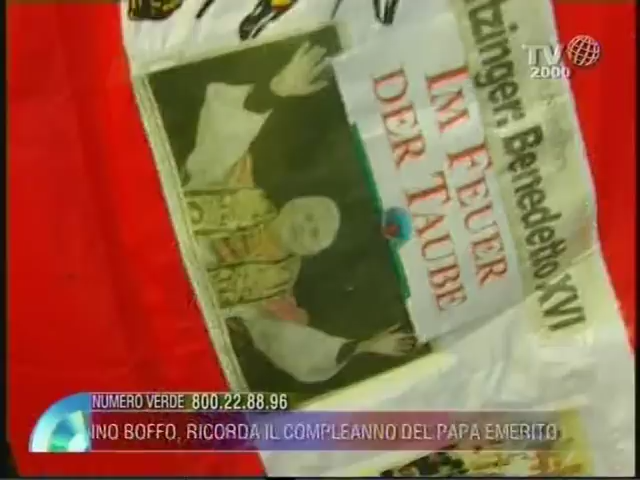 TV
2000
tzinger: Benedetto XVI
IM FEUER
DER TAUBE
NUMERO VERDE 800.22.88.96
INO BOFFO, RICORDA IL COMPLEANNO DEL PAPA EMERITO